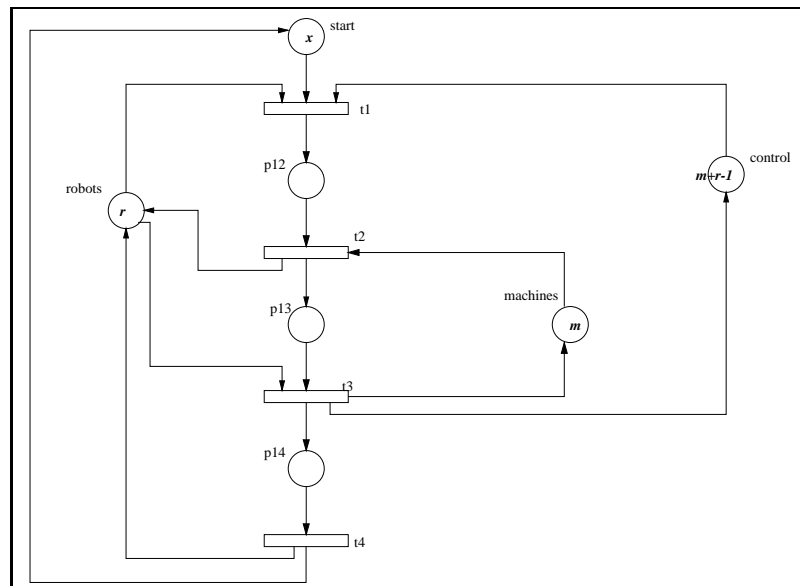 start
x
t1
p12
control
m+r-1
robots
r
t2
machines
p13
m
t3
p14
t4